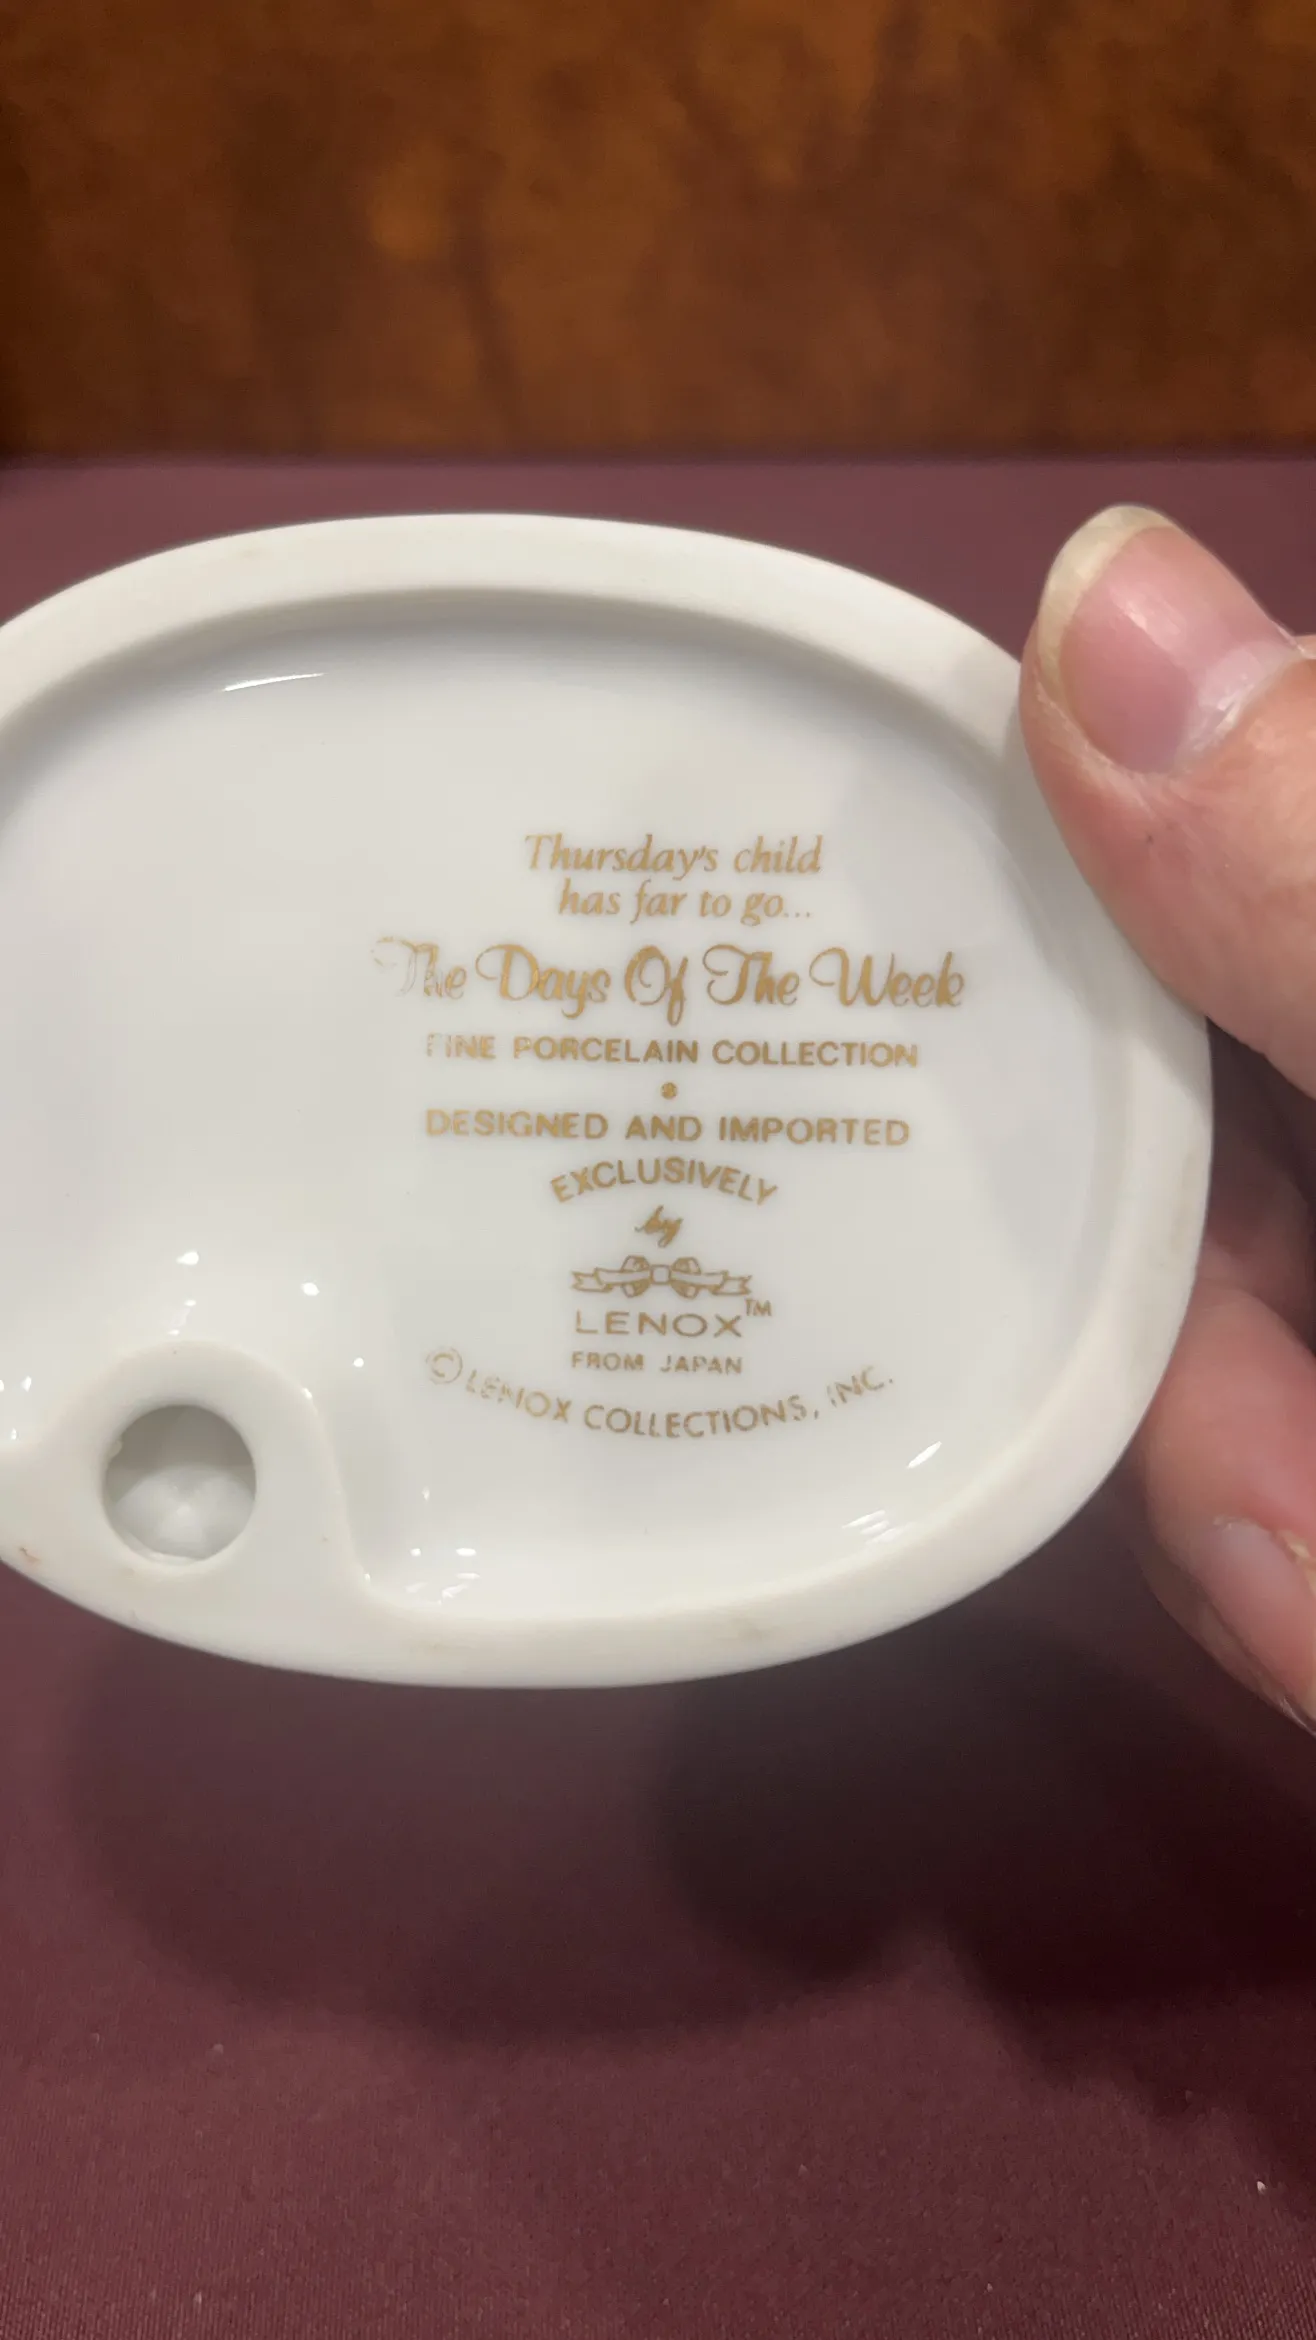 Thursday's child
has far to go...
The Days Of The Week
FINE PORCELAIN COLLECTION
•
DESIGNED AND IMPORTED
EXCLUSIVELY
by
LENOX™
FROM JAPAN
© LENOX COLLECTIONS, INC.